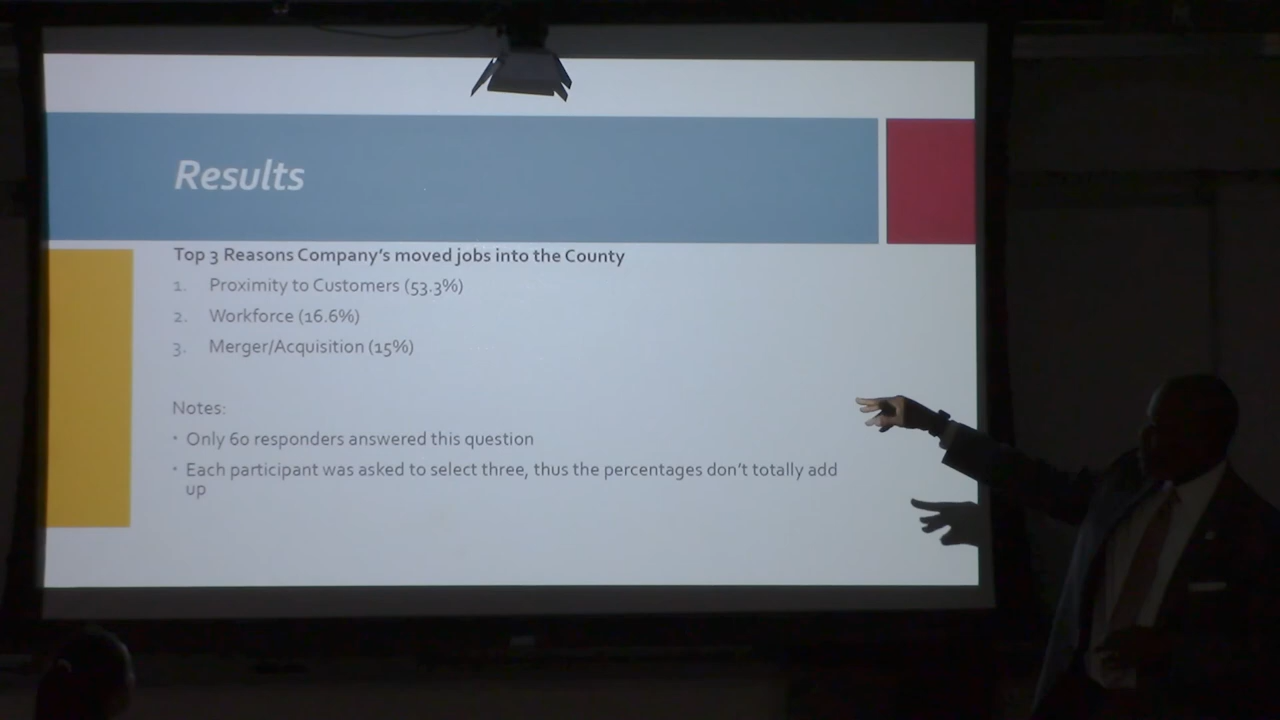 Results
Top 3 Reasons Company's moved jobs into the County
1. Proximity to Customers (53.3%)
2. Workforce (16.6%)
3. Merger/Acquisition (15%)
Notes:
• Only 60 responders answered this question
• Each participant was asked to select three, thus the percentages don't totally add
up